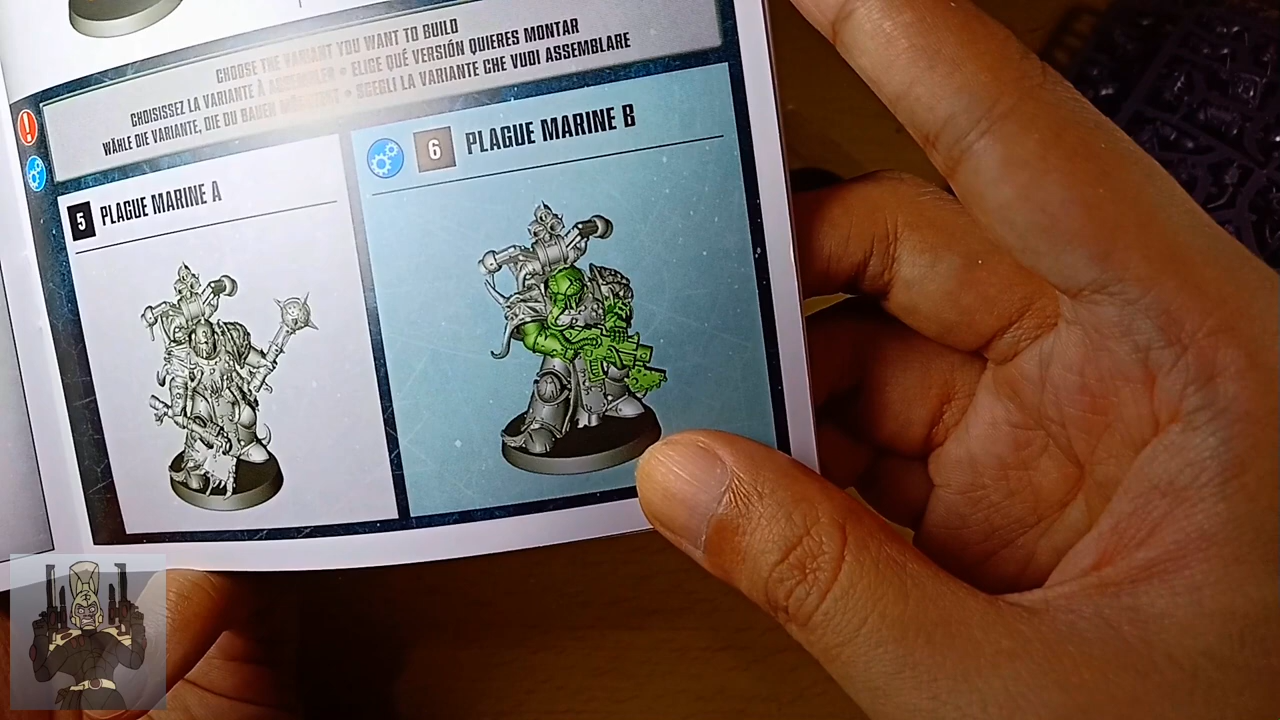 CHOOSE THE VARIANT YOU WANT TO BUILD
CHOISISSEZ LA VARIANTE À ASSEMBLER • ELIGE QUÉ VERSIÓN QUIERES MONTAR
WÄHLE DIE VARIANTE, DIE DU BAUEN MÖCHTEST • SCEGLI LA VARIANTE CHE VUOI ASSEMBLARE
5 PLAGUE MARINE A
6 PLAGUE MARINE B